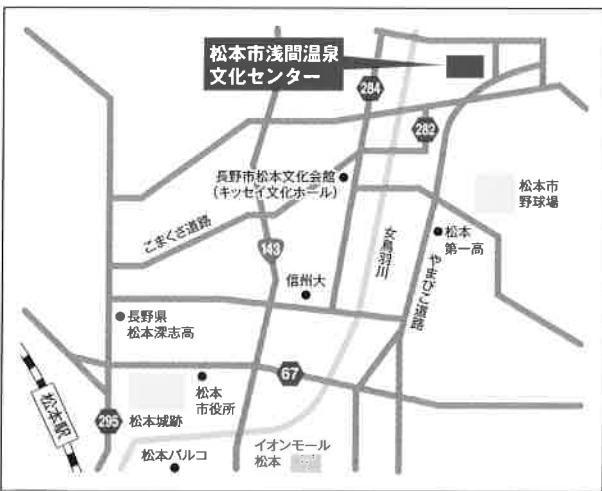 松本市浅間温泉
文化センター
284
282
長野市松本文化会館
（キッセイ文化ホール）
松本市
野球場
こまくさ道路
143
女鳥羽川
松本
第一高
やまびこ道路
信州大
長野県
松本深志高
67
松本
市役所
松本城跡
295
松本駅
イオンモール
松本
松本パルコ